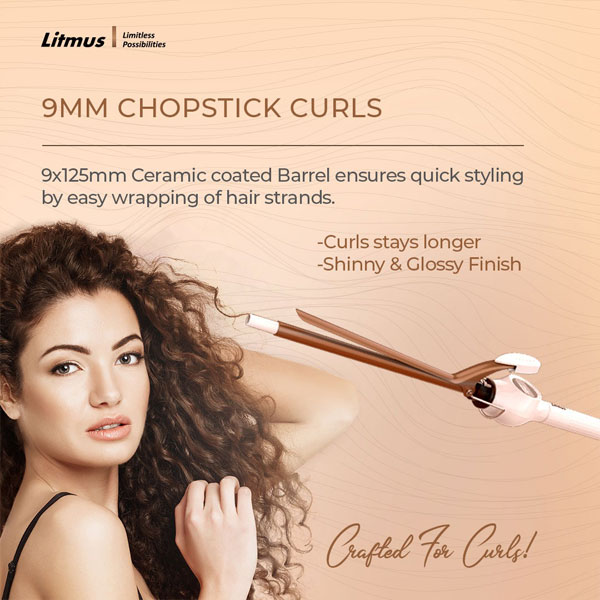 Litmus
Limitless
Possibilities
9MM CHOPSTICK CURLS
9x125mm Ceramic coated Barrel ensures quick styling
by easy wrapping of hair strands.
-Curls stays longer
-Shinny & Glossy Finish
Crafted For Curls!